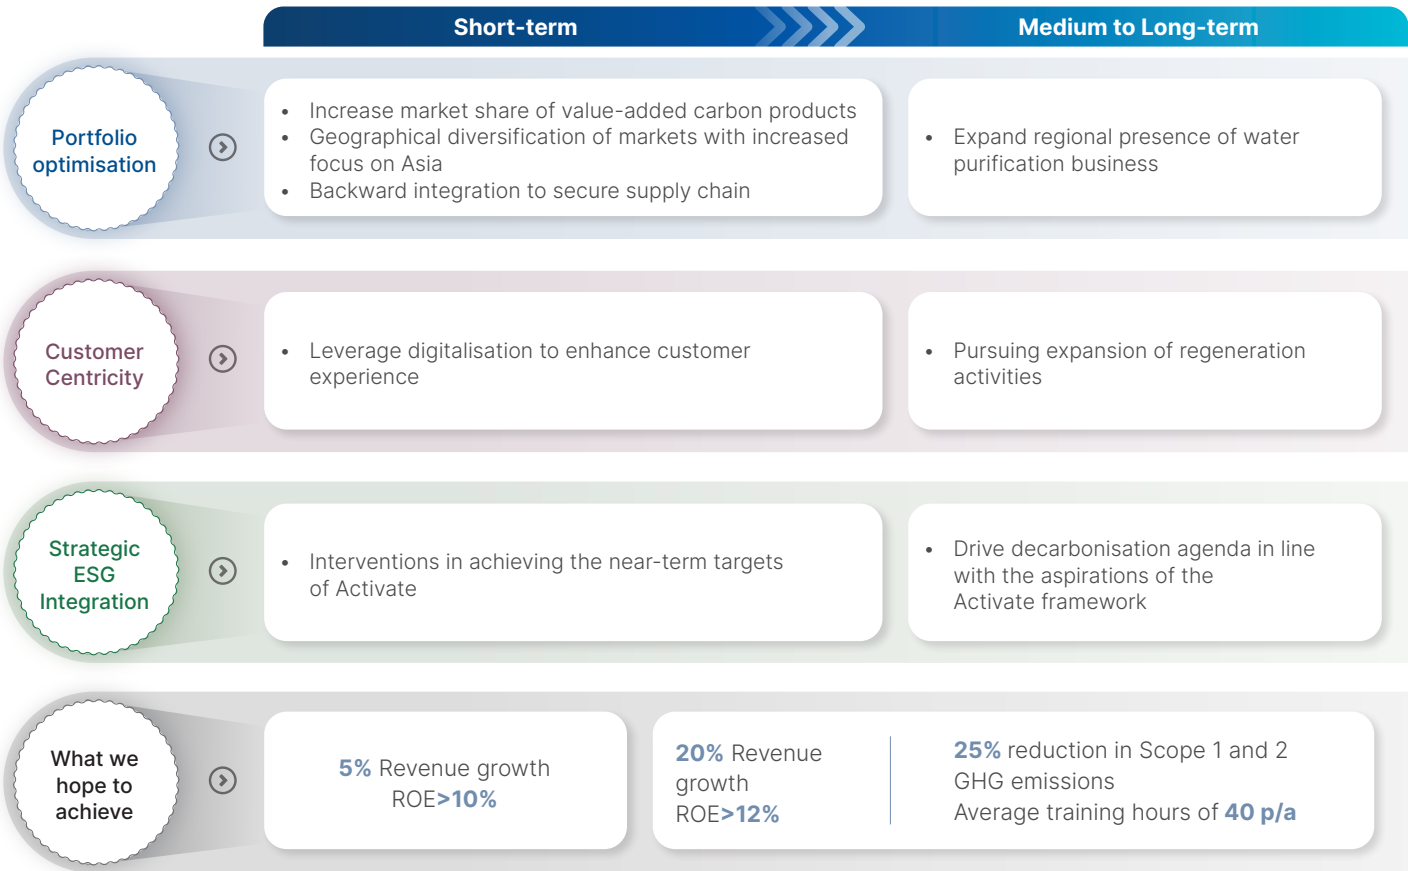 Short-term
Medium to Long-term
Portfolio
optimisation
• Increase market share of value-added carbon products
• Geographical diversification of markets with increased
focus on Asia
• Backward integration to secure supply chain
• Expand regional presence of water
purification business
Customer
Centricity
• Leverage digitalisation to enhance customer
experience
• Pursuing expansion of regeneration
activities
Strategic
ESG
Integration
• Interventions in achieving the near-term targets
of Activate
• Drive decarbonisation agenda in line
with the aspirations of the
Activate framework
What we
hope to
achieve
5% Revenue growth
ROE>10%
20% Revenue
growth
ROE>12%
25% reduction in Scope 1 and 2
GHG emissions
Average training hours of 40 p/a